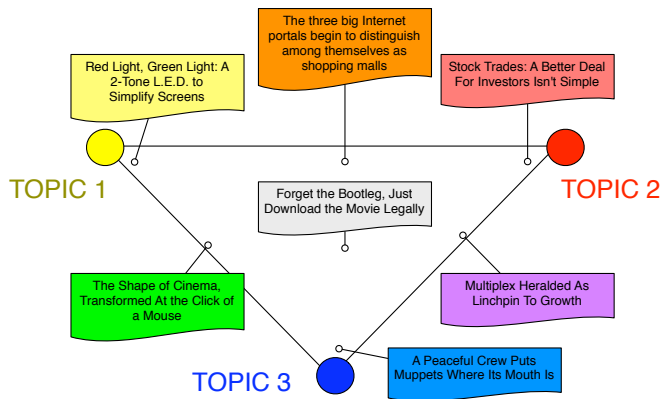 The three big Internet
portals begin to distinguish
among themselves as
shopping malls
Red Light, Green Light: A
2-Tone L.E.D. to
Simplify Screens
Stock Trades: A Better Deal
For Investors Isn't Simple
TOPIC 1
TOPIC 2
Forget the Bootleg, Just
Download the Movie Legally
The Shape of Cinema,
Transformed At the Click of
a Mouse
Multiplex Heralded As
Linchpin To Growth
TOPIC 3
A Peaceful Crew Puts
Muppets Where Its Mouth Is